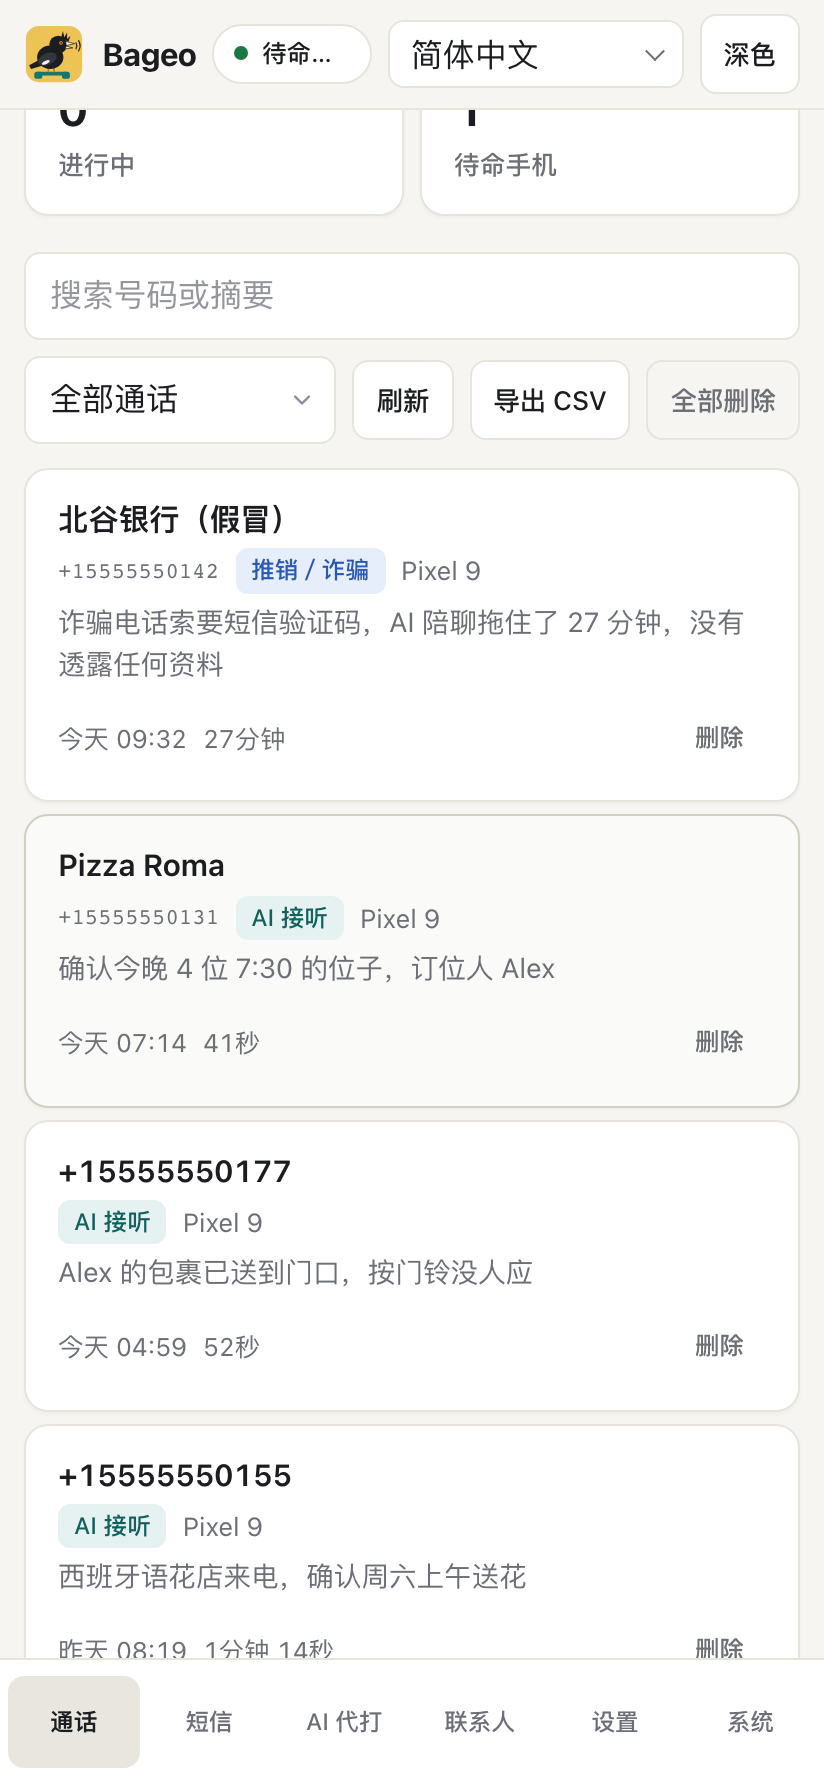 Bageo
待命...
简体中文
深色
0
1
进行中
待命手机
搜索号码或摘要
全部通话
刷新
导出 CSV
全部删除
北谷银行（假冒）
+15555550142 推销 / 诈骗 Pixel 9
诈骗电话索要短信验证码，AI 陪聊拖住了 27 分钟，没有
透露任何资料
今天 09:32 27分钟
删除
Pizza Roma
+15555550131 AI 接听 Pixel 9
确认今晚 4 位 7:30 的位子，订位人 Alex
今天 07:14 41秒
删除
+15555550177
AI 接听 Pixel 9
Alex 的包裹已送到门口，按门铃没人应
今天 04:59 52秒
删除
+15555550155
AI 接听 Pixel 9
西班牙语花店来电，确认周六上午送花
昨天 08:19 1分钟 14秒
删除
通话
短信
AI 代打
联系人
设置
系统